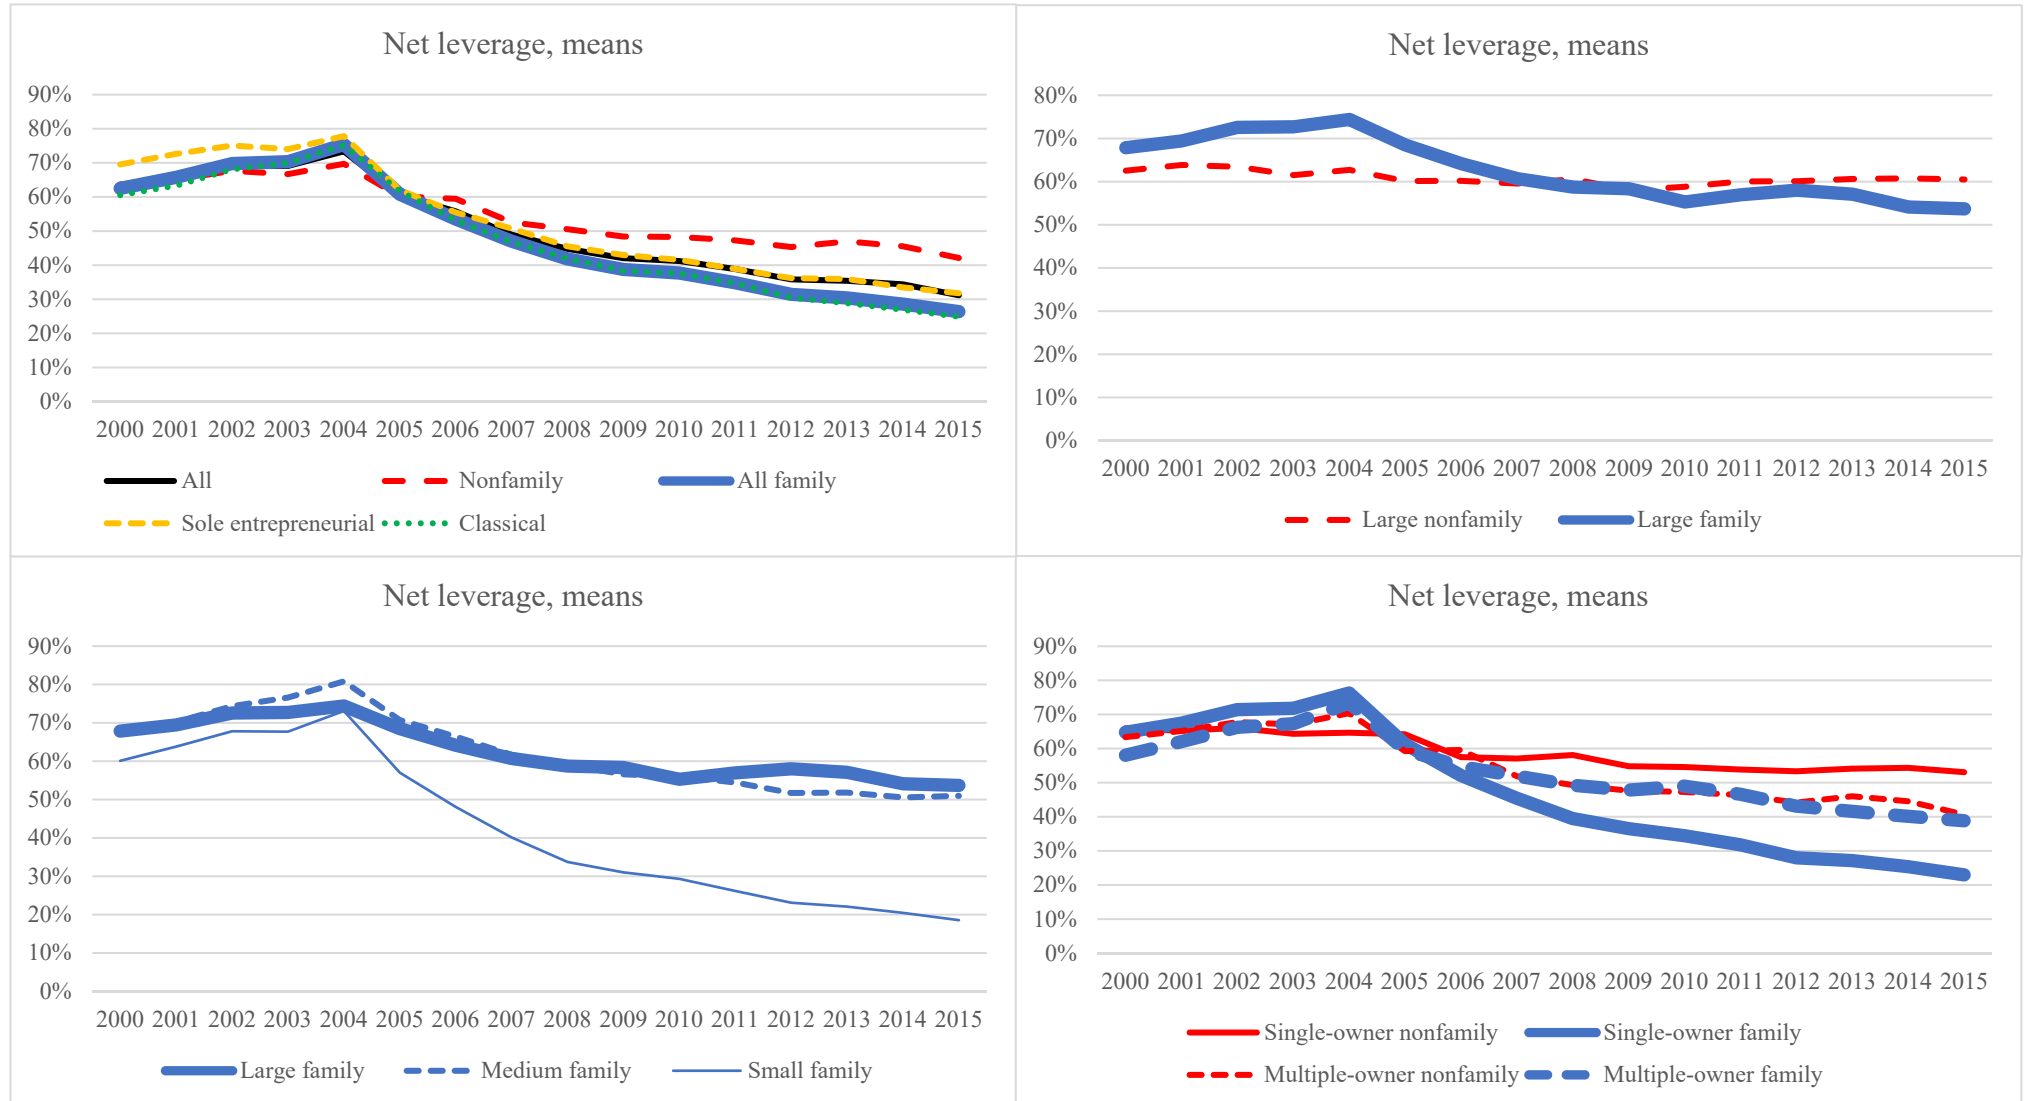 Net leverage, means
90%
80%
70%
60%
50%
40%
30%
20%
10%
0%
2000 2001 2002 2003 2004 2005 2006 2007 2008 2009 2010 2011 2012 2013 2014 2015
All Nonfamily All family
Sole entrepreneurial Classical
Net leverage, means
80%
70%
60%
50%
40%
30%
20%
10%
0%
2000 2001 2002 2003 2004 2005 2006 2007 2008 2009 2010 2011 2012 2013 2014 2015
Large nonfamily Large family
Net leverage, means
90%
80%
70%
60%
50%
40%
30%
20%
10%
0%
2000 2001 2002 2003 2004 2005 2006 2007 2008 2009 2010 2011 2012 2013 2014 2015
Large family Medium family Small family
Net leverage, means
90%
80%
70%
60%
50%
40%
30%
20%
10%
0%
2000 2001 2002 2003 2004 2005 2006 2007 2008 2009 2010 2011 2012 2013 2014 2015
Single-owner nonfamily Single-owner family
Multiple-owner nonfamily Multiple-owner family